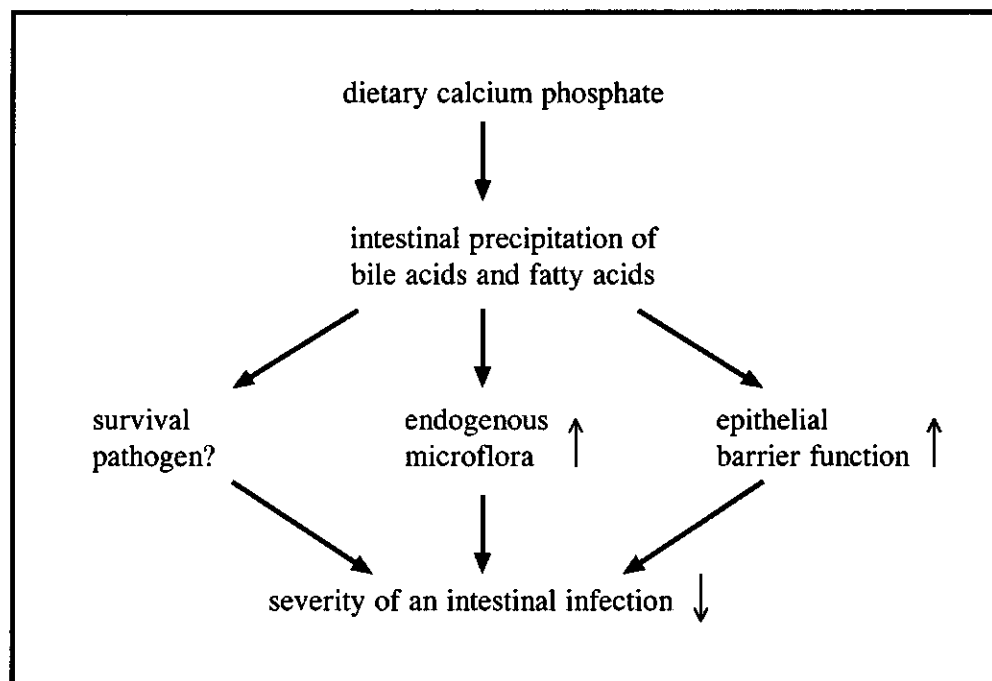 dietary calcium phosphate
intestinal precipitation of
bile acids and fatty acids
survival
pathogen?
endogenous
microflora
epithelial
barrier function
severity of an intestinal infection